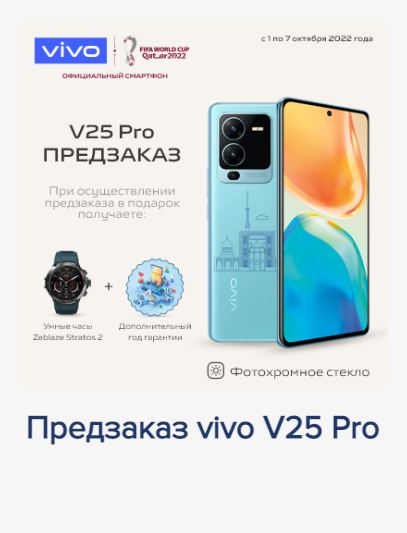 vivo
FIFA WORLD CUP
Qatar2022
с 1 по 7 октября 2022 года
ОФИЦИАЛЬНЫЙ СМАРТФОН
V25 Pro
ПРЕДЗАКАЗ
При осуществлении
предзаказа в подарок
получаете:
+
Умные часы
Zeblaze Stratos 2
Дополнительный
год гарантии
vivo
Фотохромное стекло
Предзаказ vivo V25 Pro